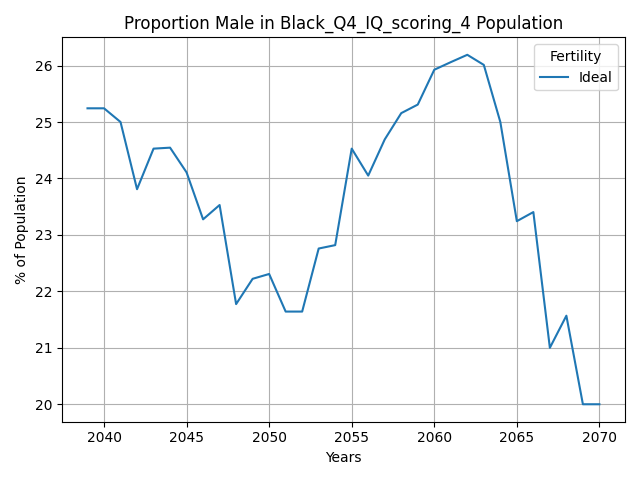 Proportion Male in Black_Q4_IQ_scoring_4 Population
Fertility
Ideal
% of Population
26
25
24
23
22
21
20
2040 2045 2050 2055 2060 2065 2070
Years